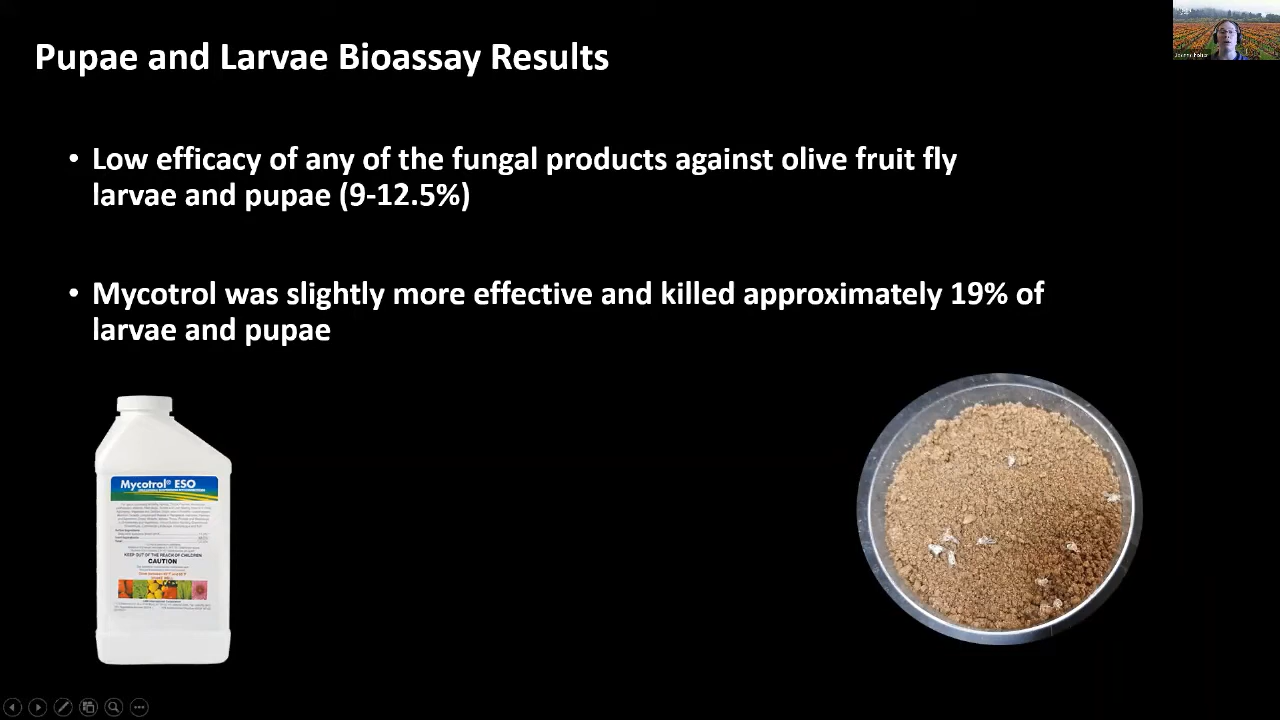 Pupae and Larvae Bioassay Results
• Low efficacy of any of the fungal products against olive fruit fly
larvae and pupae (9-12.5%)
• Mycotrol was slightly more effective and killed approximately 19% of
larvae and pupae
Mycotrol® ESO
KEEP OUT OF THE REACH OF CHILDREN
CAUTION